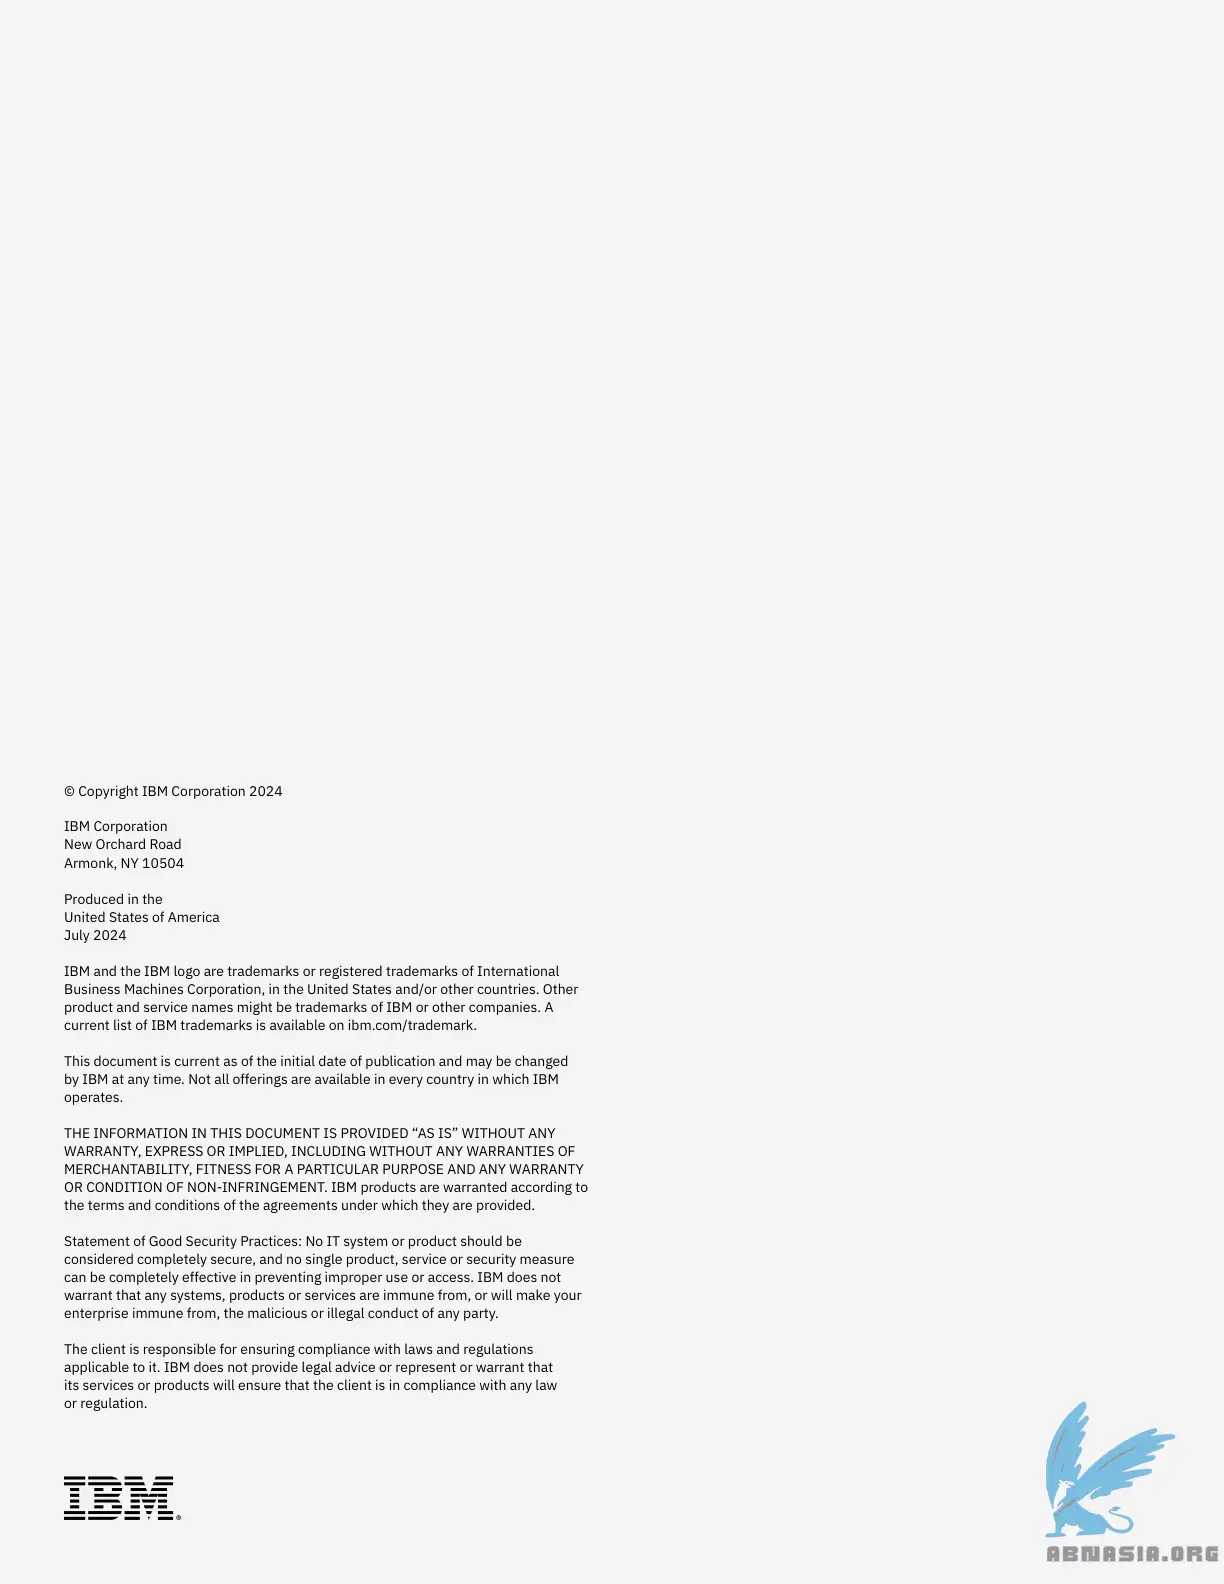 © Copyright IBM Corporation 2024
IBM Corporation
New Orchard Road
Armonk, NY 10504
Produced in the
United States of America
July 2024
IBM and the IBM logo are trademarks or registered trademarks of International
Business Machines Corporation, in the United States and/or other countries. Other
product and service names might be trademarks of IBM or other companies. A
current list of IBM trademarks is available on ibm.com/trademark.
This document is current as of the initial date of publication and may be changed
by IBM at any time. Not all offerings are available in every country in which IBM
operates.
THE INFORMATION IN THIS DOCUMENT IS PROVIDED “AS IS” WITHOUT ANY
WARRANTY, EXPRESS OR IMPLIED, INCLUDING WITHOUT ANY WARRANTIES OF
MERCHANTABILITY, FITNESS FOR A PARTICULAR PURPOSE AND ANY WARRANTY
OR CONDITION OF NON-INFRINGEMENT. IBM products are warranted according to
the terms and conditions of the agreements under which they are provided.
Statement of Good Security Practices: No IT system or product should be
considered completely secure, and no single product, service or security measure
can be completely effective in preventing improper use or access. IBM does not
warrant that any systems, products or services are immune from, or will make your
enterprise immune from, the malicious or illegal conduct of any party.
The client is responsible for ensuring compliance with laws and regulations
applicable to it. IBM does not provide legal advice or represent or warrant that
its services or products will ensure that the client is in compliance with any law
or regulation.
IBM®
ABNASIA.ORG